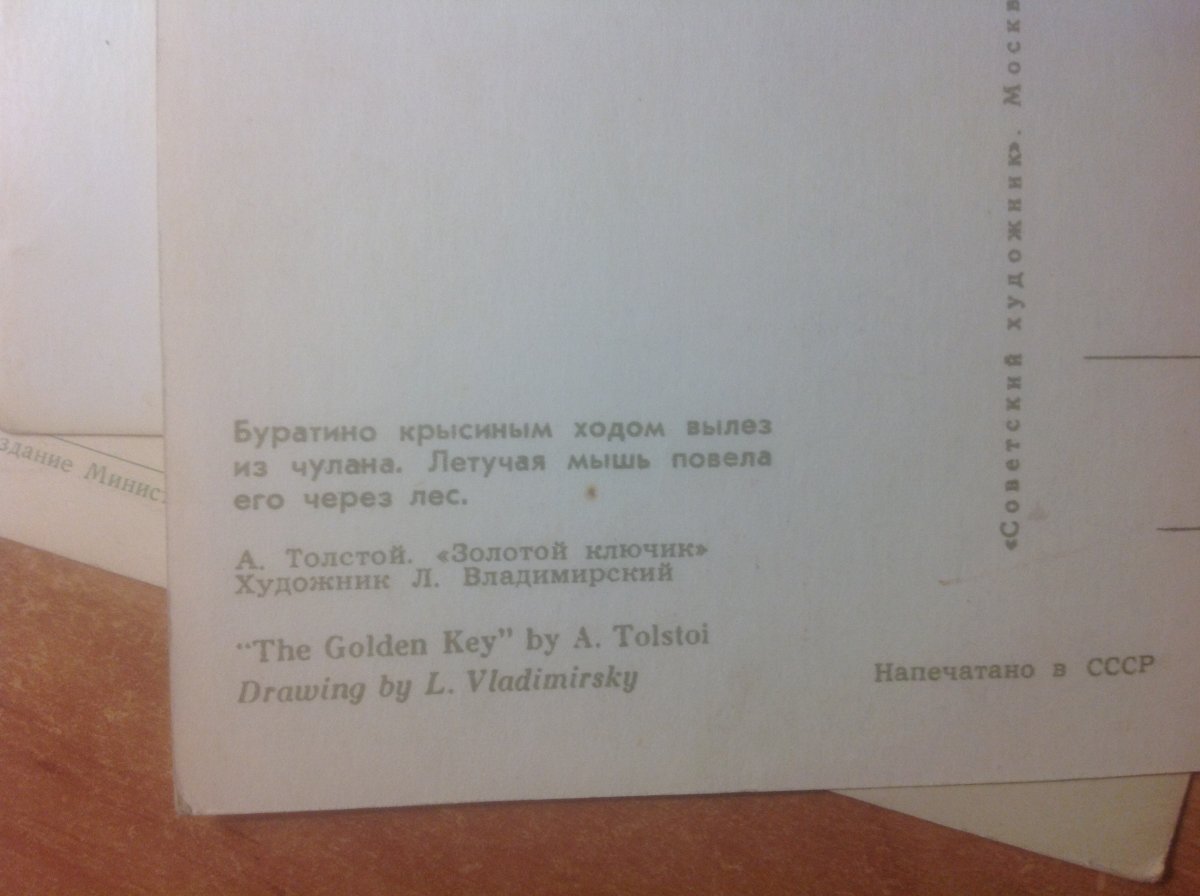 Буратино крысиным ходом вылез
из чулана. Летучая мышь повела
его через лес.
А. Толстой. «Золотой ключик»
Художник Л. Владимирский
“The Golden Key” by A. Tolstoi
Drawing by L. Vladimirsky
Напечатано в СССР
«Советский художник». Москв
здание Минист